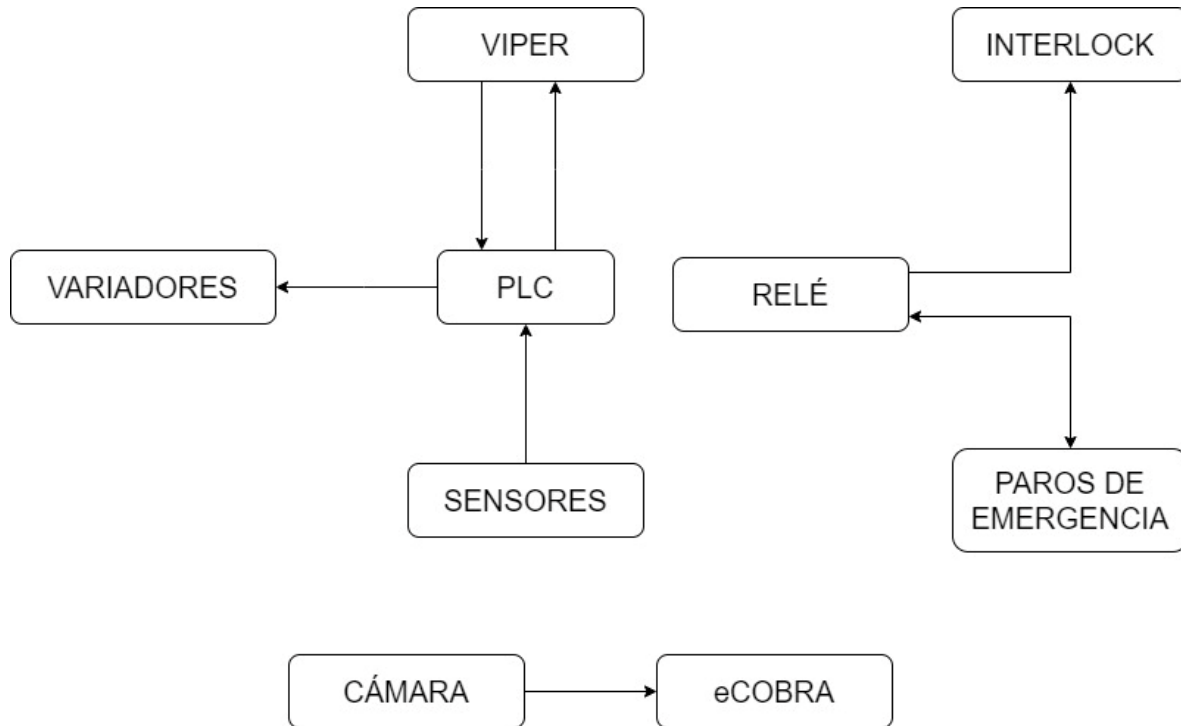 VIPER
INTERLOCK
VARIADORES
PLC
RELÉ
SENSORES
PAROS DE
EMERGENCIA
CÁMARA
eCOBRA